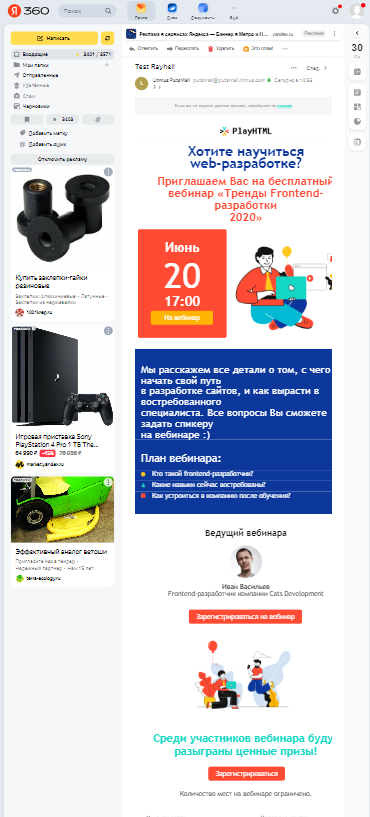 Я 360
Поиск
Почта
Диск
Документы
Ещё
Написать
Входящие
Мои папки
Отправленные
Удалённые
Спам
Черновики
Добавить метку
Добавить ящик
Отключить рекламу
Купить заклепки-гайки
резиновые
Заклепки Алюминиевые - Латунные -
Заклепки из нержавейки
Игровая приставка Sony
PlayStation 4 Pro 1 TB The...
64 990 ₽
market.yandex.ru
Эффективный аналог ветоши
terra-ecology.ru
Реклама в сервисах Яндекса — Баннер в Метро и П...
yandex.ru
Реклама
Ответить
Переслать
Удалить
Это спам!
Test Rayhell
След.
Litmus PutsMail
putsmail@putsmail.litmus.com
Сегодня в 14:53
Я
30
PlayHTML
Хотите научиться
web-разработке?
Приглашаем Вас на бесплатный
вебинар «Тренды Frontend-
разработки
2020»
Июнь
20
17:00
На вебинар
Мы расскажем все детали о том, с чего
начать свой путь
в разработке сайтов, и как вырасти в
востребованного
специалиста. Все вопросы Вы сможете
задать спикеру
на вебинаре :)
План вебинара:
Кто такой frontend-разработчик?
Какие навыки сейчас востребованы?
Как устроиться в компанию после обучения?
Ведущий вебинара
Иван Васильев
Frontend-разработчик компании Cats Development
Зарегистрироваться на вебинар
Среди участников вебинара буду
разыграны ценные призы!
Зарегистрироваться
Количество мест на вебинаре ограничено.